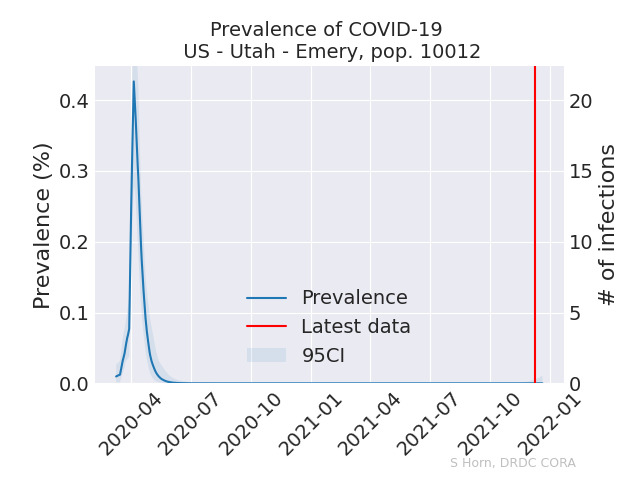 Prevalence of COVID-19
US - Utah - Emery, pop. 10012
Prevalence (%)
0.4
0.3
0.2
0.1
0.0
20
15
10
5
0
# of infections
Prevalence
Latest data
95CI
2020-04
2020-07
2020-10
2021-01
2021-04
2021-07
2021-10
2022-01
S Horn, DRDC CORA